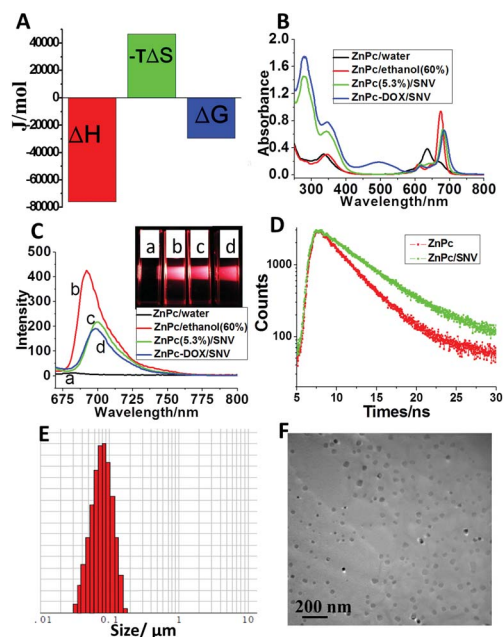 A
J/mol
40000
20000
0
-20000
-40000
-60000
-80000
ΔH
-TΔS
ΔG
B
Absorbance
2.0
1.6
1.2
0.8
0.4
0.0
ZnPc/water
ZnPc/ethanol(60%)
ZnPc(5.3%)/SNV
ZnPc-DOX/SNV
300 400 500 600 700 800
Wavelength/nm
C
Intensity
500
400
300
200
100
0
a b c d
b
c
d
a
ZnPc/water
ZnPc/ethanol(60%)
ZnPc(5.3%)/SNV
ZnPc-DOX/SNV
675 700 725 750 775 800
Wavelength/nm
D
Counts
1000
100
ZnPc
ZnPc/SNV
5 10 15 20 25 30
Times/ns
E
.01 0.1 1 10
Size/ μm
F
200 nm